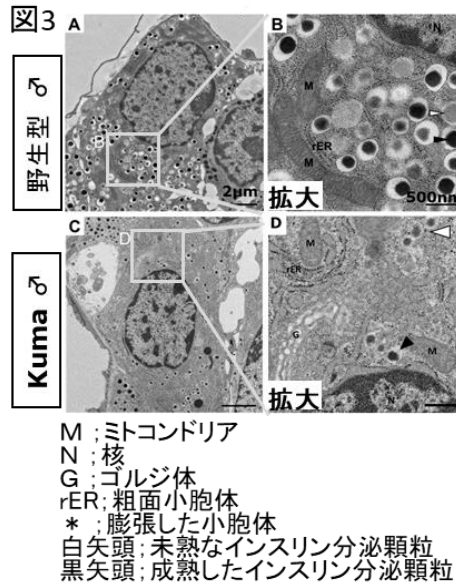 図3
野生型 ♂
A
B
2μm
B
N
M
rER
M
拡大
500nm
Kuma ♂
C
D
D
M
rER
G
M
N
拡大
M ;ミトコンドリア
N ;核
G ;ゴルジ体
rER;粗面小胞体
* ;膨張した小胞体
白矢頭;未熟なインスリン分泌顆粒
黒矢頭;成熟したインスリン分泌顆粒